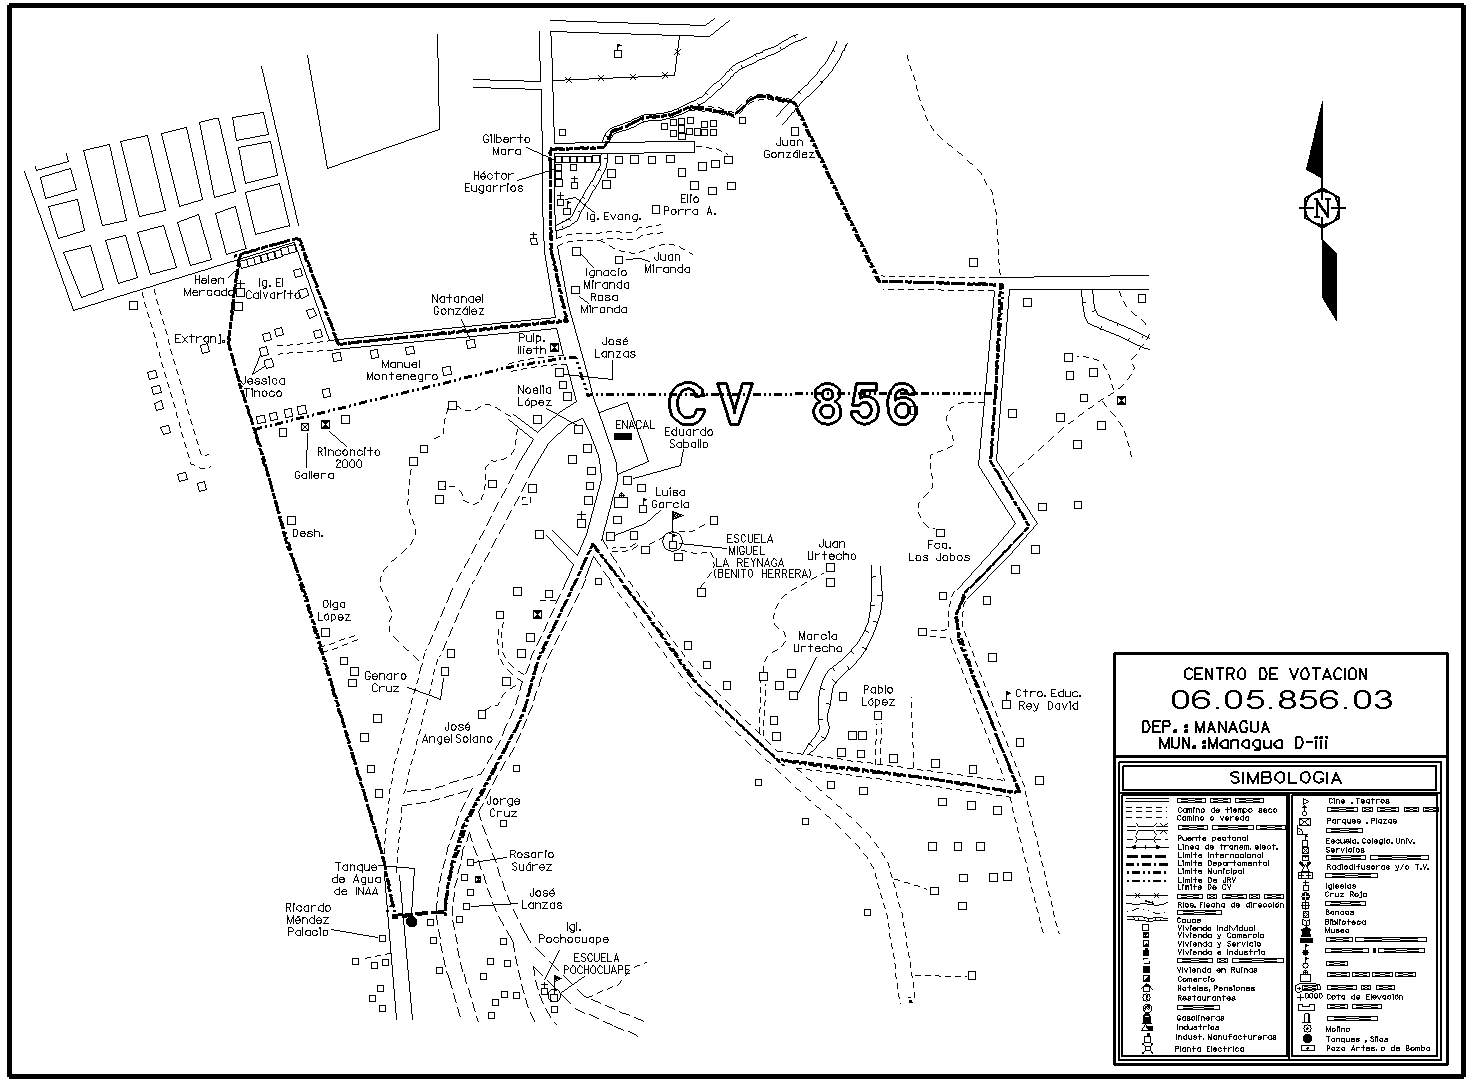 Gilberto
Mara
Héctor
Eugarrios
Juan
González
Elio
Porra A.
Ig. Evang.
Juan
Miranda
Ignacio
Miranda
Rosa
Miranda
N
Helen
Mercado
Ig. El
Calvarito
Natanael
González
Extranj.
Pulp.
Ilieth
José
Lanzas
Manuel
Montenegro
Jessica
Tinoco
Noelia
López
CV 856
ENACAL
Eduardo
Saballo
Rinconcito
2000
Gallera
Luisa
García
Desh.
ESCUELA
MIGUEL
LA REYNAGA
(BENITO HERRERA)
Juan
Urtecho
Fca.
Los Jobos
Olga
López
Marcia
Urtecho
Genaro
Cruz
Pablo
López
Ctro. Educ.
Rey David
José
Angel Solano
Jorge
Cruz
Rosario
Suárez
Tanque
de Agua
de INAA
José
Lanzas
Ricardo
Méndez
Palacio
Igl.
Pochocuape
ESCUELA
POCHOCUAPE
CENTRO DE VOTACION
06.05.856.03
DEP.: MANAGUA
MUN.:Managua D-iii
SIMBOLOGIA
Camino de tiempo seco
Camino o vereda
Puente peatonal
Linea de transm. elect.
Limite Internacional
Limite Departamental
Limite Municipal
Limite De JRV
Limite De CV
Rios. Flecha de dirección
Cauce
Vivienda Individual
Vivienda y Comercio
Vivienda y Servicio
Vivienda e Industria
Vivienda en Ruinas
Comercio
Hoteles, Pensiones
Restaurantes
Gasolineras
Industrias
Indust. Manufactureras
Planta Electrica
Cine . Teatros
Parques . Plazas
Escuela. Colegio. Univ.
Servicios
Radiodifusoras y/o T.V.
Iglesias
Cruz Roja
Bancos
Biblioteca
Museo
Cota de Elevación
Molino
Tanques . Silos
Pozo Artes. o de Bomba